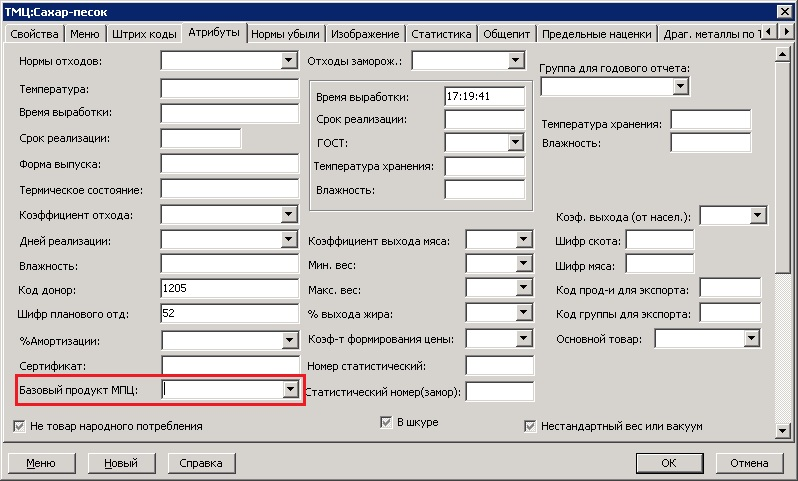 ТМЦ:Сахар-песок
Свойства Меню Штрих коды Атрибуты Нормы убыли Изображение Статистика Общепит Предельные наценки Драг. металлы по Т
Нормы отходов: Отходы заморож.: Группа для годового отчета:
Температура:
Время выработки: Время выработки: 17:19:41
Срок реализации: Срок реализации: Температура хранения:
Форма выпуска: ГОСТ: Влажность:
Термическое состояние: Температура хранения:
Влажность:
Коэффициент отхода: Коэф. выхода (от насел.):
Дней реализации: Коэффициент выхода мяса: Шифр скота:
Влажность: Мин. вес: Шифр мяса:
Код донор: 1205 Макс. вес: Код прод-и для экспорта:
Шифр планового отд: 52 % выхода жира: Код группы для экспорта:
%Амортизации: Коэф-т формирования цены: Основной товар:
Сертификат: Номер статистический:
Базовый продукт МПЦ: Статистический номер(замор):
Не товар народного потребления В шкуре Нестандартный вес или вакуум
Меню Новый Справка OK Отмена